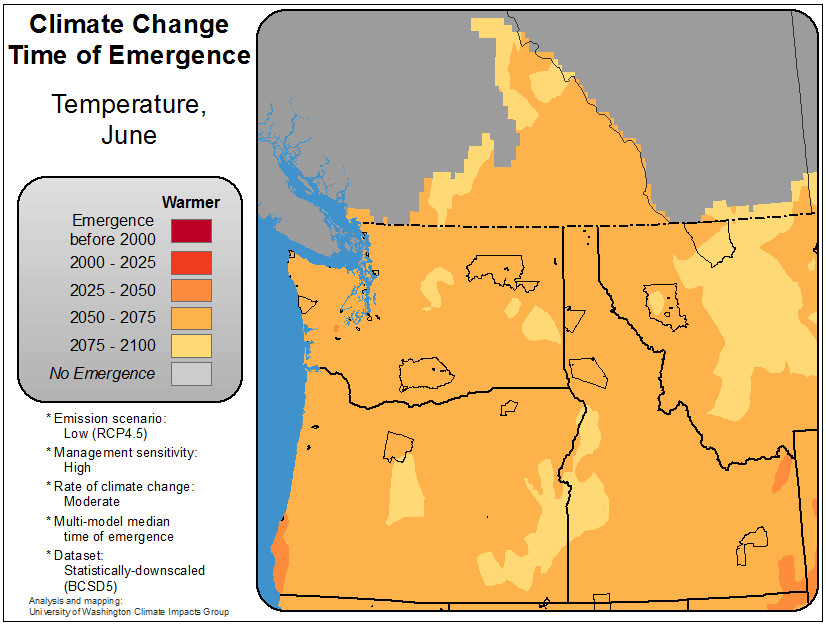 Climate Change
Time of Emergence
Temperature,
June
Warmer
Emergence
before 2000
2000 - 2025
2025 - 2050
2050 - 2075
2075 - 2100
No Emergence
* Emission scenario:
Low (RCP4.5)
* Management sensitivity:
High
* Rate of climate change:
Moderate
* Multi-model median
time of emergence
* Dataset:
Statistically-downscaled
(BCSD5)
Analysis and mapping:
University of Washington Climate Impacts Group